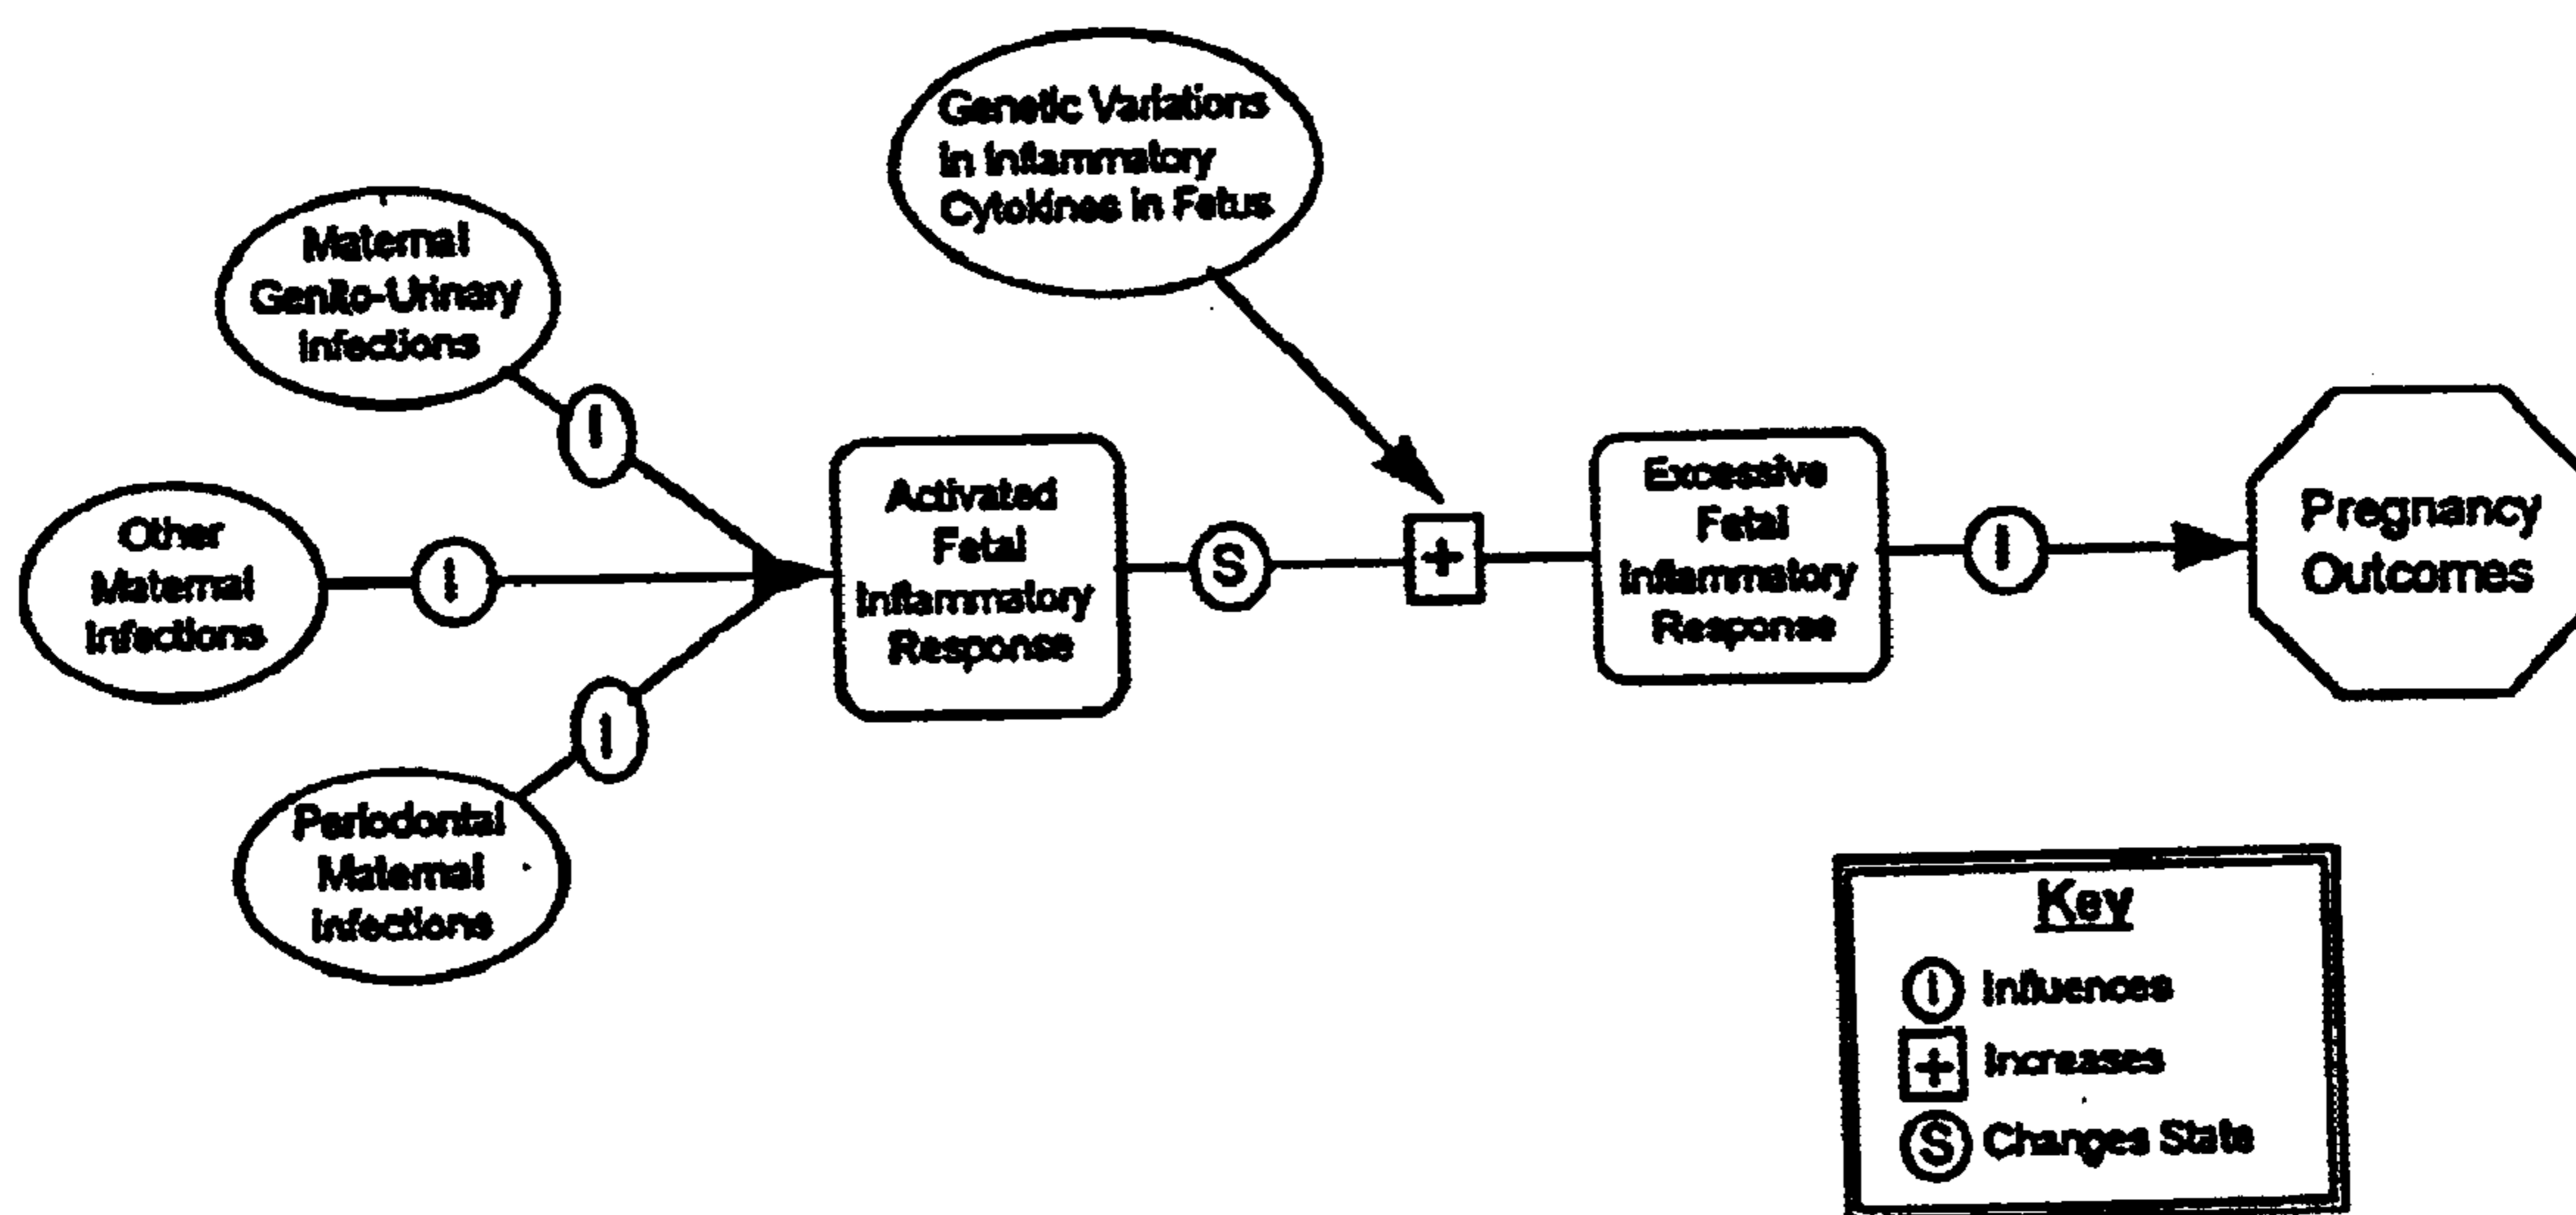 Genetic Variations
in Inflammatory
Cytokines in Fetus
Maternal
Genito-Urinary
Infections
I
Other
Maternal
Infections
I
Periodontal
Maternal
Infections
I
Activated
Fetal
Inflammatory
Response
S
+
Excessive
Fetal
Inflammatory
Response
I
Pregnancy
Outcomes
Key
I Influences
+ Increases
S Changes State